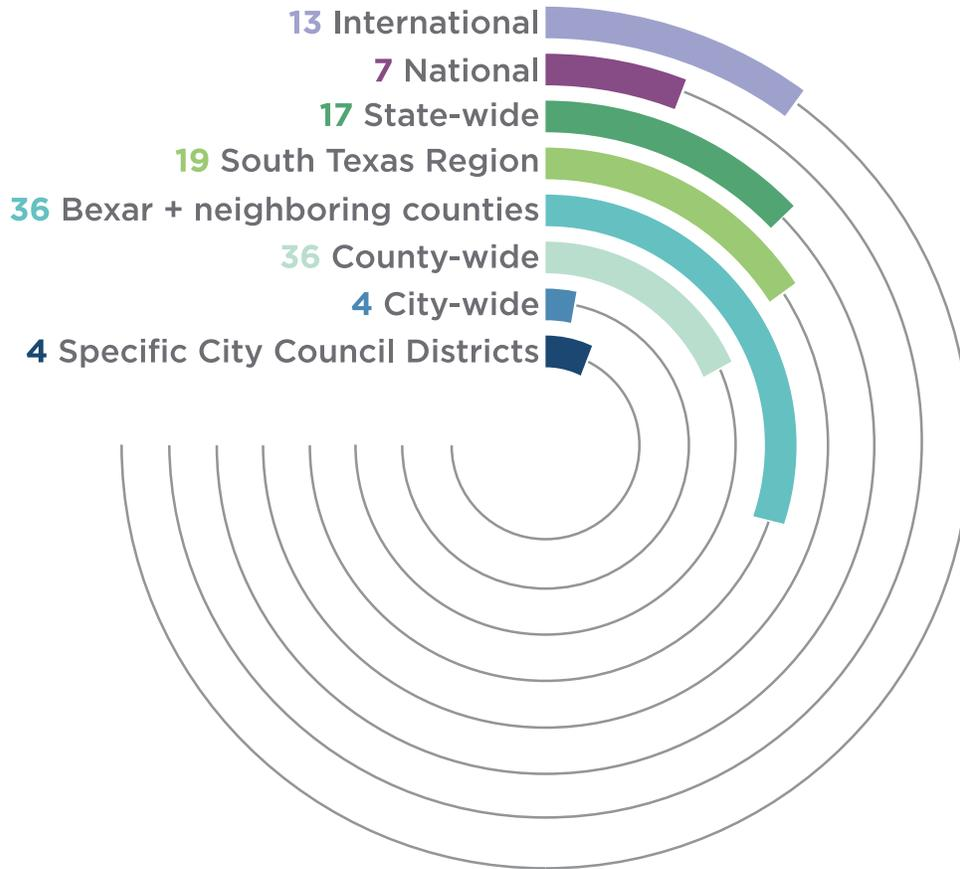 13 International
7 National
17 State-wide
19 South Texas Region
36 Bexar + neighboring counties
36 County-wide
4 City-wide
4 Specific City Council Districts